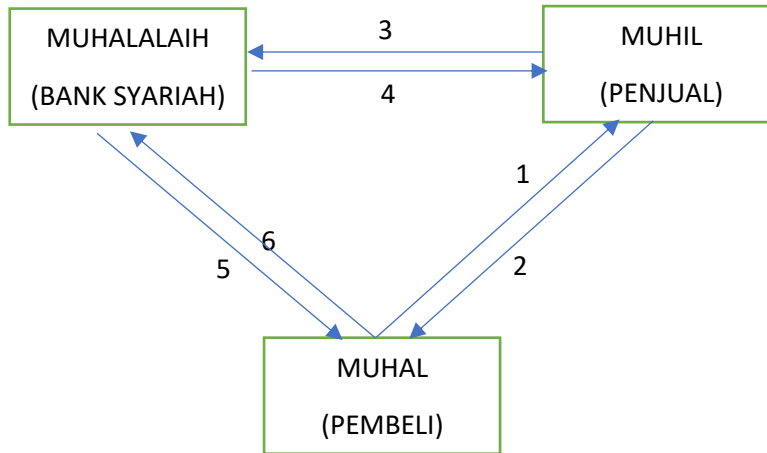 MUHALALAIH
(BANK SYARIAH)
3
4
MUHIL
(PENJUAL)
1
2
6
5
MUHAL
(PEMBELI)